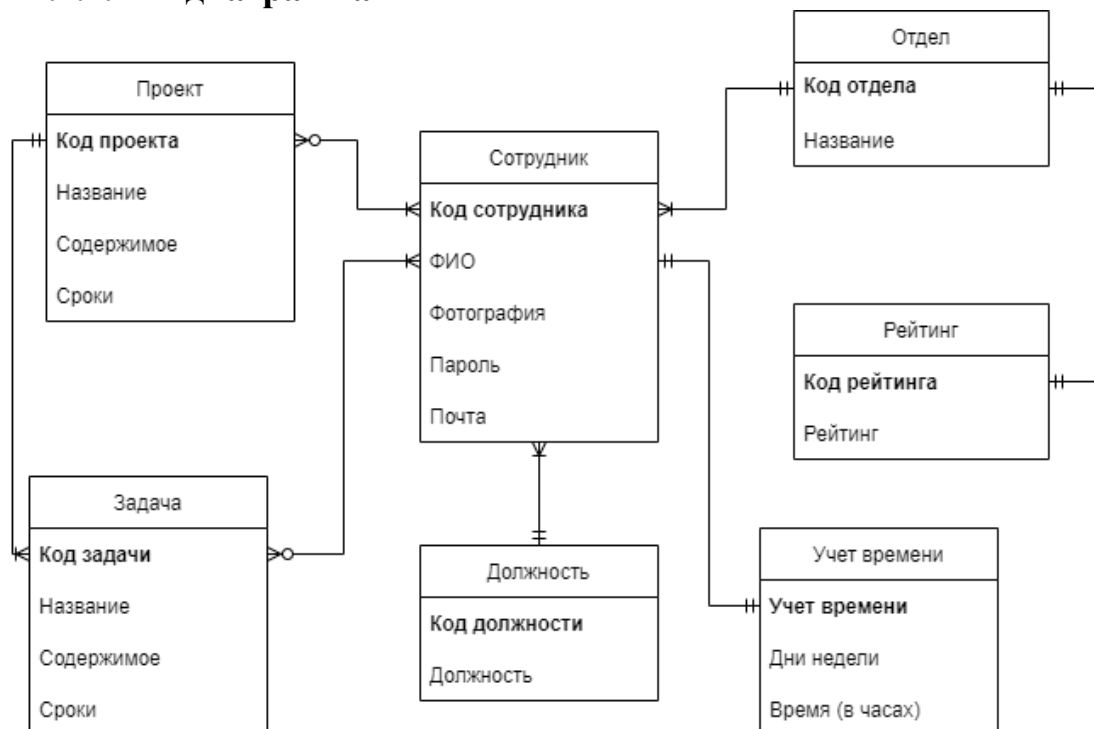 Проект
Код проекта
Название
Содержимое
Сроки
Сотрудник
Код сотрудника
ФИО
Фотография
Пароль
Почта
Отдел
Код отдела
Название
Рейтинг
Код рейтинга
Рейтинг
Задача
Код задачи
Название
Содержимое
Сроки
Должность
Код должности
Должность
Учет времени
Учет времени
Дни недели
Время (в часах)